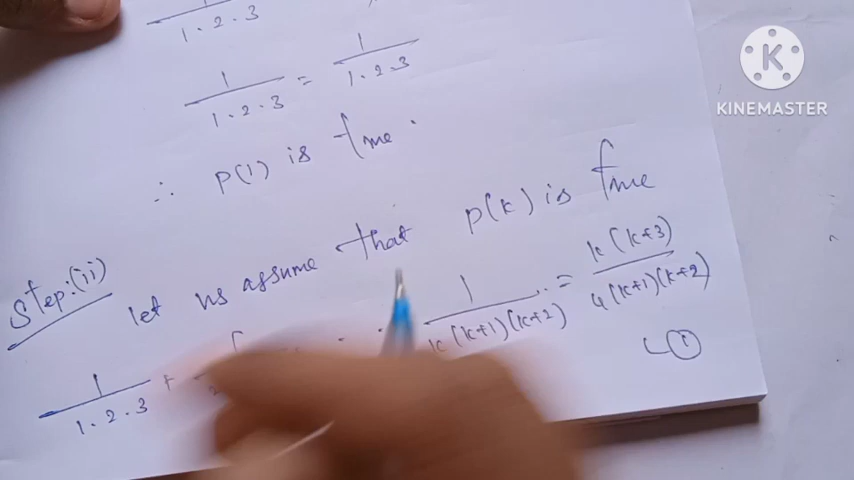 1
1·2·3
1/1·2·3 = 1/1·2·3
∴ P(1) is true.
Step:(ii)
let us assume that P(k) is true
1/1·2·3 + 1/k(k+1)(k+2) = k(k+3)/4(k+1)(k+2)
①
K
KINEMASTER